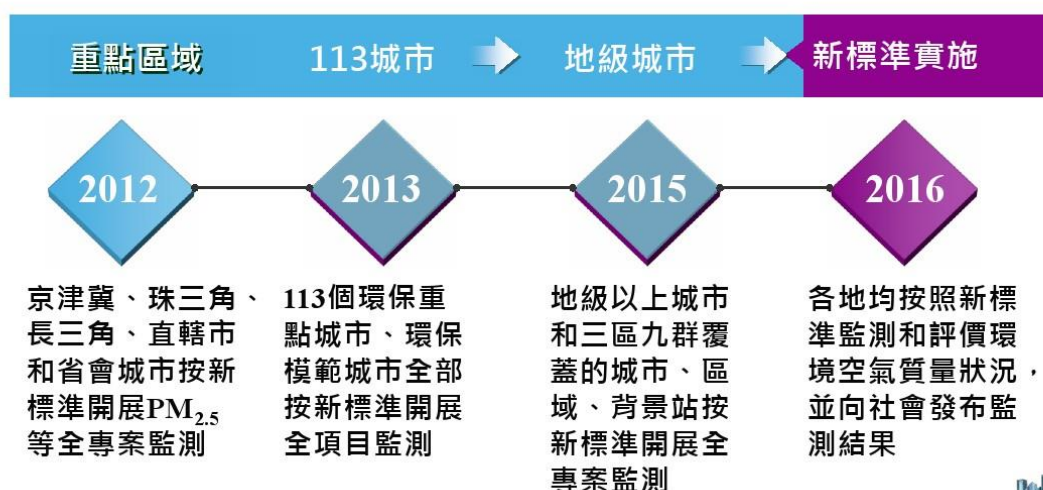 重點區域
113城市
地級城市
新標準實施
2012
2013
2015
2016
京津冀、珠三角、
長三角、直轄市
和省會城市按新
標準開展PM2.5
等全專案監測
113個環保重
點城市、環保
模範城市全部
按新標準開展
全項目監測
地級以上城市
和三區九群覆
蓋的城市、區
域、背景站按
新標準開展全
專案監測
各地均按照新標
準監測和評價環
境空氣質量狀況，
並向社會發布監
測結果